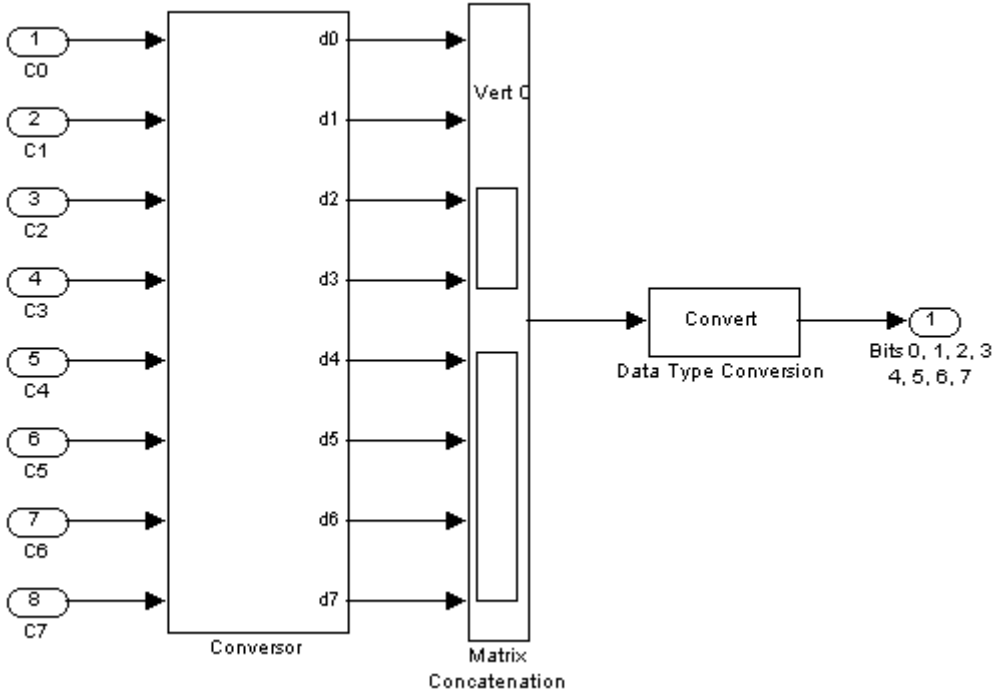 1
C0
2
C1
3
C2
4
C3
5
C4
6
C5
7
C6
8
C7
d0
d1
d2
d3
d4
d5
d6
d7
Conversor
Vert C
Matrix
Concatenation
Convert
Data Type Conversion
1
Bits 0, 1, 2, 3
4, 5, 6, 7